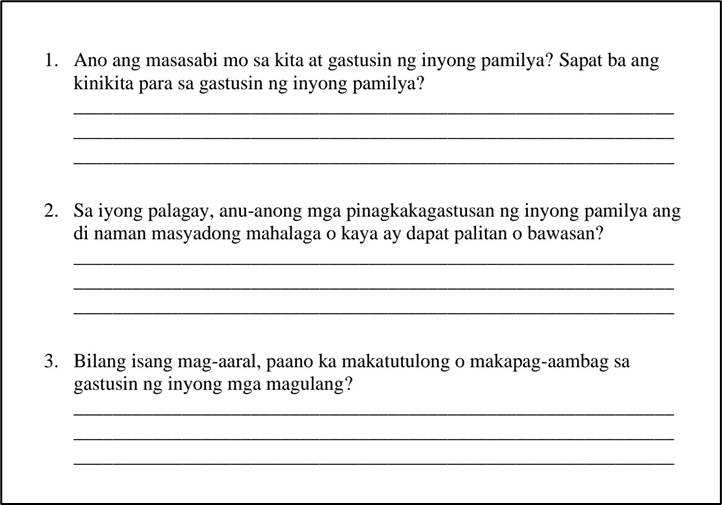 1. Ano ang masasabi mo sa kita at gastusin ng inyong pamilya? Sapat ba ang
kinikita para sa gastusin ng inyong pamilya?
2. Sa iyong palagay, anu-anong mga pinagkakagastusan ng inyong pamilya ang
di naman masyadong mahalaga o kaya ay dapat palitan o bawasan?
3. Bilang isang mag-aaral, paano ka makatutulong o makapag-aambag sa
gastusin ng inyong mga magulang?